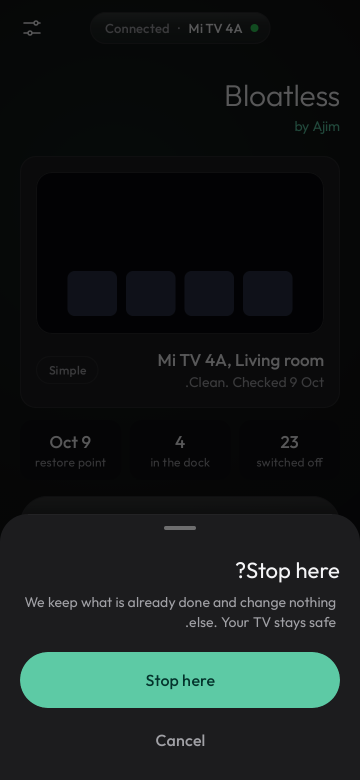 Connected · Mi TV 4A
Bloatless
by Ajim
Mi TV 4A, Living room
Simple
.Clean. Checked 9 Oct
Oct 9
restore point
4
in the dock
23
switched off
?Stop here
We keep what is already done and change nothing
.else. Your TV stays safe
Stop here
Cancel